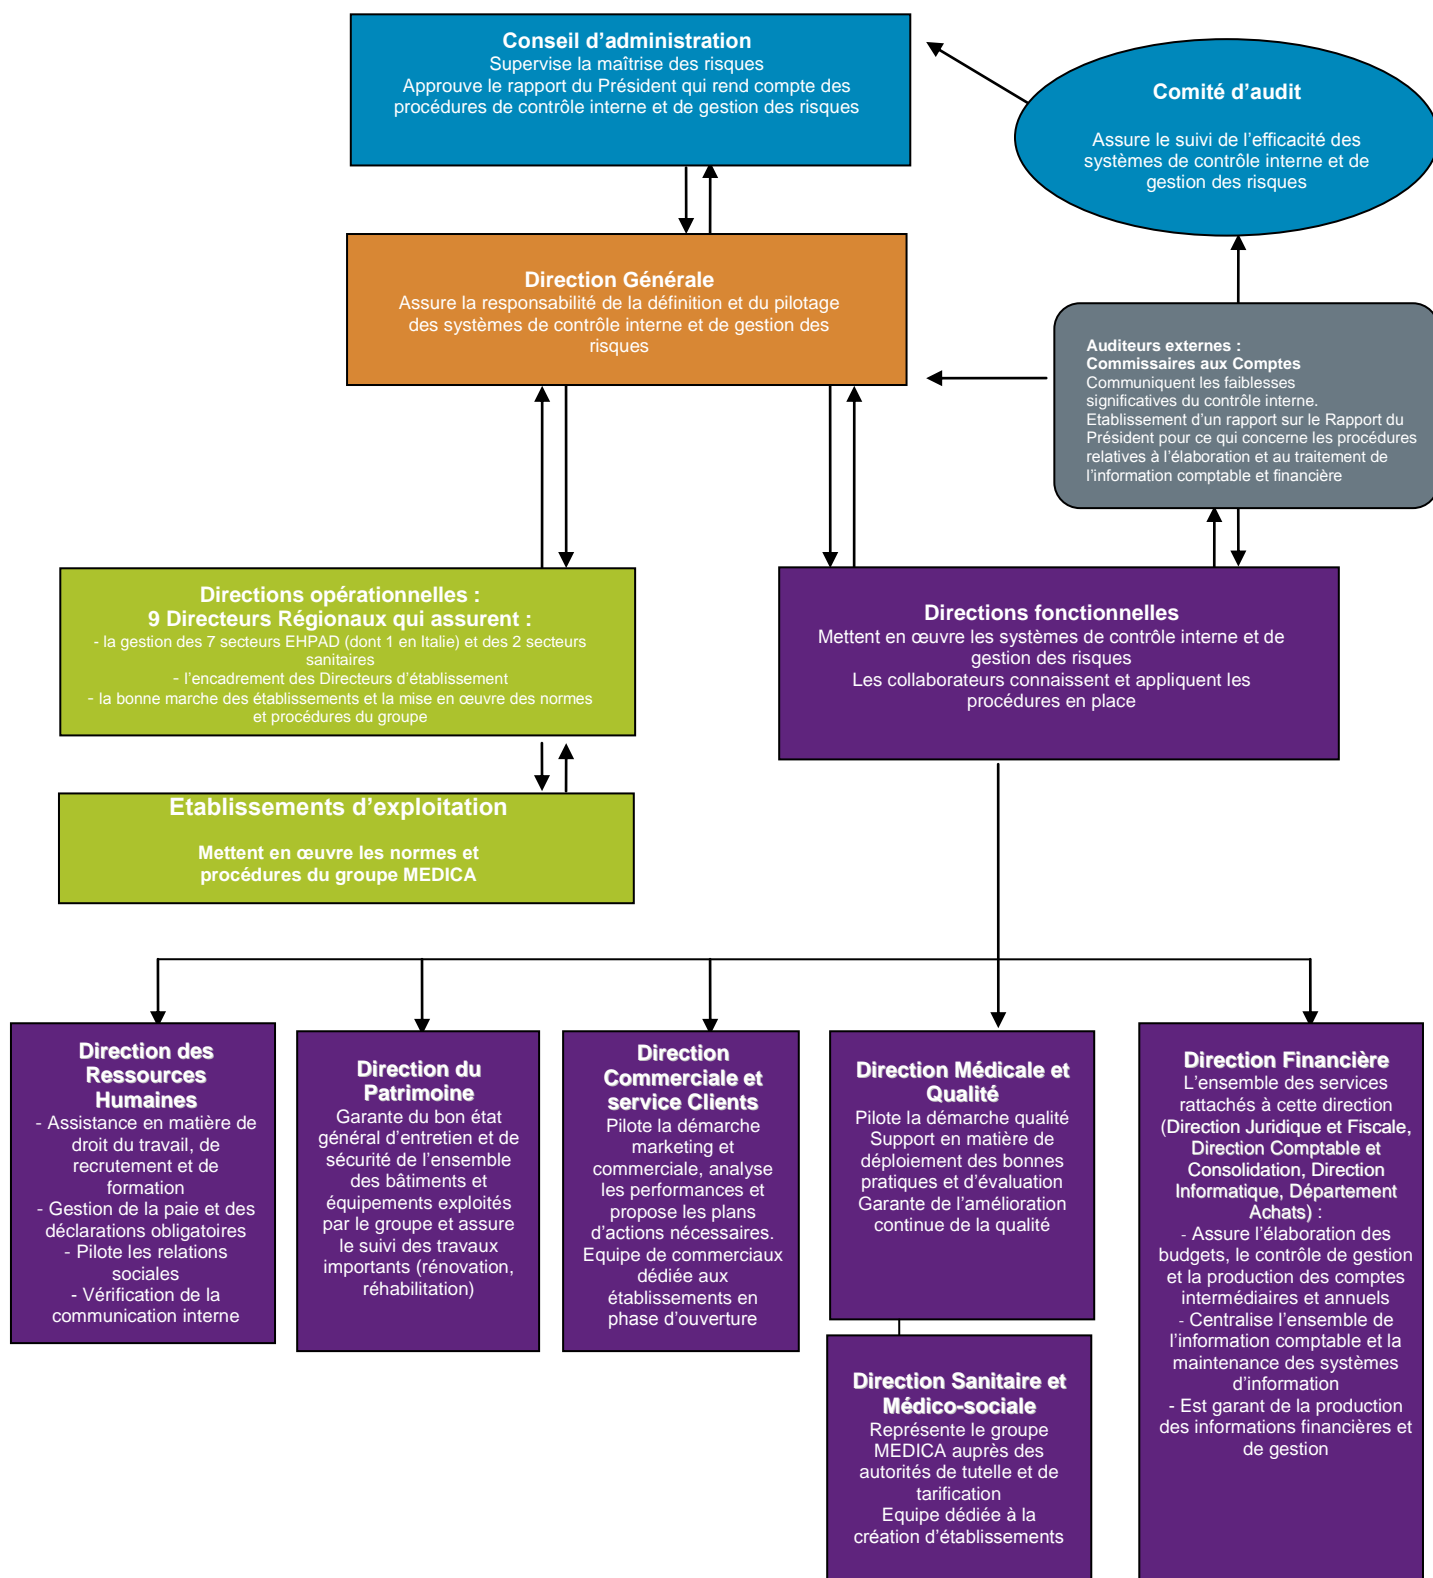 Conseil d’administration
Supervise la maîtrise des risques
Approuve le rapport du Président qui rend compte des
procédures de contrôle interne et de gestion des risques
Comité d’audit
Assure le suivi de l’efficacité des
systèmes de contrôle interne et de
gestion des risques
Direction Générale
Assure la responsabilité de la définition et du pilotage
des systèmes de contrôle interne et de gestion des
risques
Auditeurs externes :
Commissaires aux Comptes
Communiquent les faiblesses
significatives du contrôle interne.
Etablissement d’un rapport sur le Rapport du
Président pour ce qui concerne les procédures
relatives à l’élaboration et au traitement de
l’information comptable et financière
Directions opérationnelles :
9 Directeurs Régionaux qui assurent :
- la gestion des 7 secteurs EHPAD (dont 1 en Italie) et des 2 secteurs
sanitaires
- l’encadrement des Directeurs d’établissement
- la bonne marche des établissements et la mise en œuvre des normes
et procédures du groupe
Directions fonctionnelles
Mettent en œuvre les systèmes de contrôle interne et de
gestion des risques
Les collaborateurs connaissent et appliquent les
procédures en place
Etablissements d’exploitation
Mettent en œuvre les normes et
procédures du groupe MEDICA
Direction des
Ressources
Humaines
- Assistance en matière de
droit du travail, de
recrutement et de
formation
- Gestion de la paie et des
déclarations obligatoires
- Pilote les relations
sociales
- Vérification de la
communication interne
Direction du
Patrimoine
Garante du bon état
général d’entretien et de
sécurité de l’ensemble
des bâtiments et
équipements exploités
par le groupe et assure
le suivi des travaux
importants (rénovation,
réhabilitation)
Direction
Commerciale et
service Clients
Pilote la démarche
marketing et
commerciale, analyse
les performances et
propose les plans
d’actions nécessaires.
Equipe de commerciaux
dédiée aux
établissements en
phase d’ouverture
Direction Médicale et
Qualité
Pilote la démarche qualité
Support en matière de
déploiement des bonnes
pratiques et d’évaluation
Garante de l’amélioration
continue de la qualité
Direction Sanitaire et
Médico-sociale
Représente le groupe
MEDICA auprès des
autorités de tutelle et de
tarification
Equipe dédiée à la
création d’établissements
Direction Financière
L’ensemble des services
rattachés à cette direction
(Direction Juridique et Fiscale,
Direction Comptable et
Consolidation, Direction
Informatique, Département
Achats) :
- Assure l’élaboration des
budgets, le contrôle de gestion
et la production des comptes
intermédiaires et annuels
- Centralise l’ensemble de
l’information comptable et la
maintenance des systèmes
d’information
- Est garant de la production
des informations financières et
de gestion